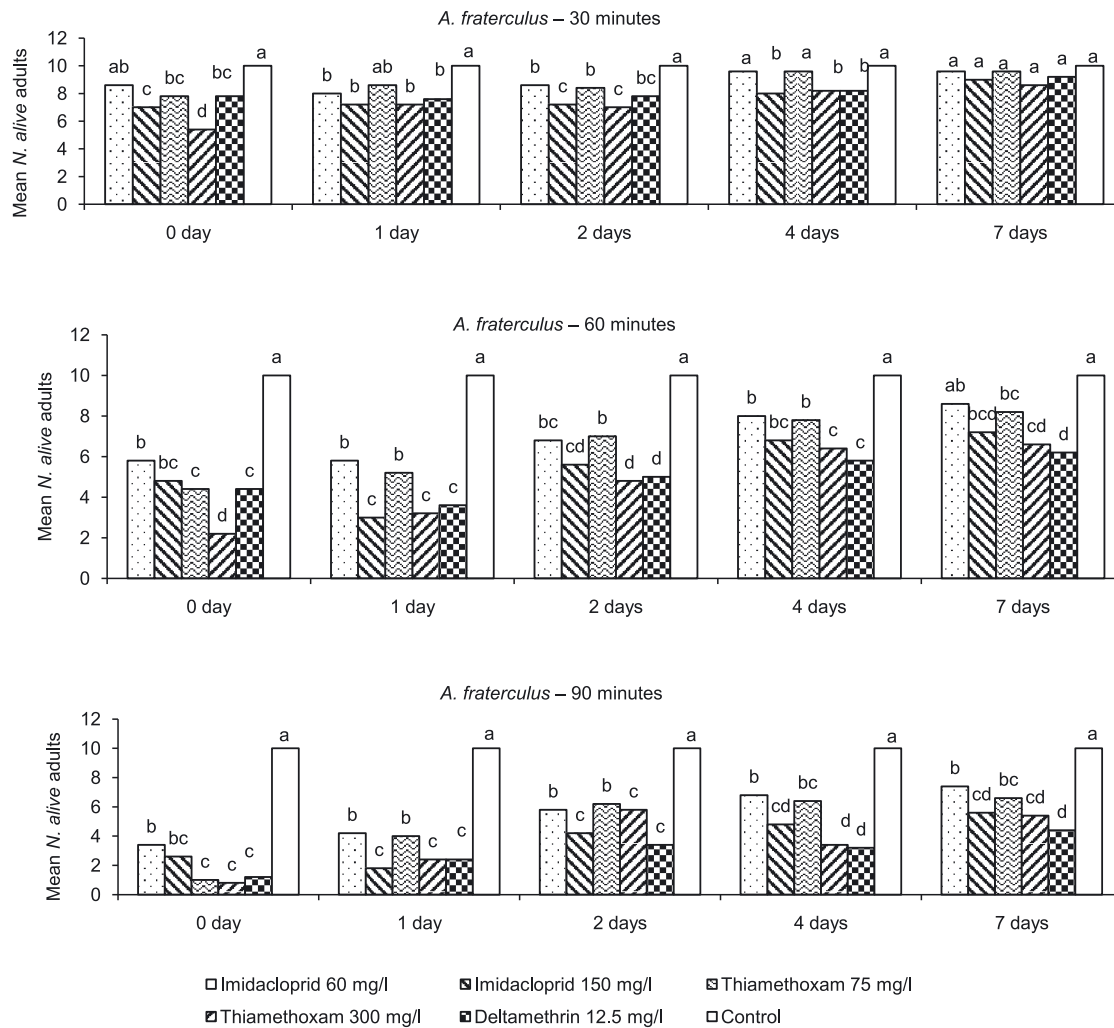 A. fraterculus – 30 minutes
Mean N. alive adults
12
10
8
6
4
2
0
ab c bc d bc a
b b ab b b a
b c b c bc a
a b a b b a
a a a a a a
0 day 1 day 2 days 4 days 7 days
A. fraterculus – 60 minutes
Mean N. alive adults
12
10
8
6
4
2
0
b bc c d c a
b c b c c a
bc cd b d d a
b bc b c c a
ab bcd bc cd d a
0 day 1 day 2 days 4 days 7 days
A. fraterculus – 90 minutes
Mean N. alive adults
12
10
8
6
4
2
0
b bc c c c a
b c b c c a
b c b c c a
b cd bc d d a
b cd bc cd d a
0 day 1 day 2 days 4 days 7 days
Imidacloprid 60 mg/l Imidacloprid 150 mg/l Thiamethoxam 75 mg/l
Thiamethoxam 300 mg/l Deltamethrin 12.5 mg/l Control